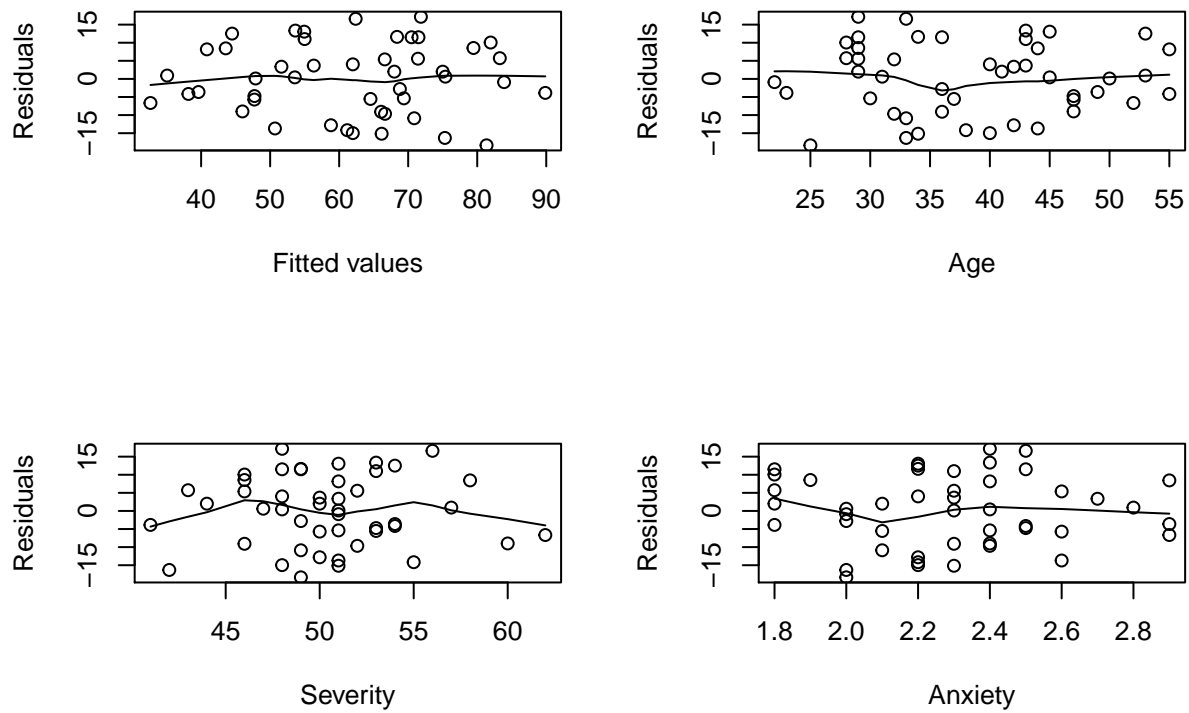 Residuals
−15 0 15
40 50 60 70 80 90
Fitted values
Residuals
−15 0 15
25 30 35 40 45 50 55
Age
Residuals
−15 0 15
45 50 55 60
Severity
Residuals
−15 0 15
1.8 2.0 2.2 2.4 2.6 2.8
Anxiety